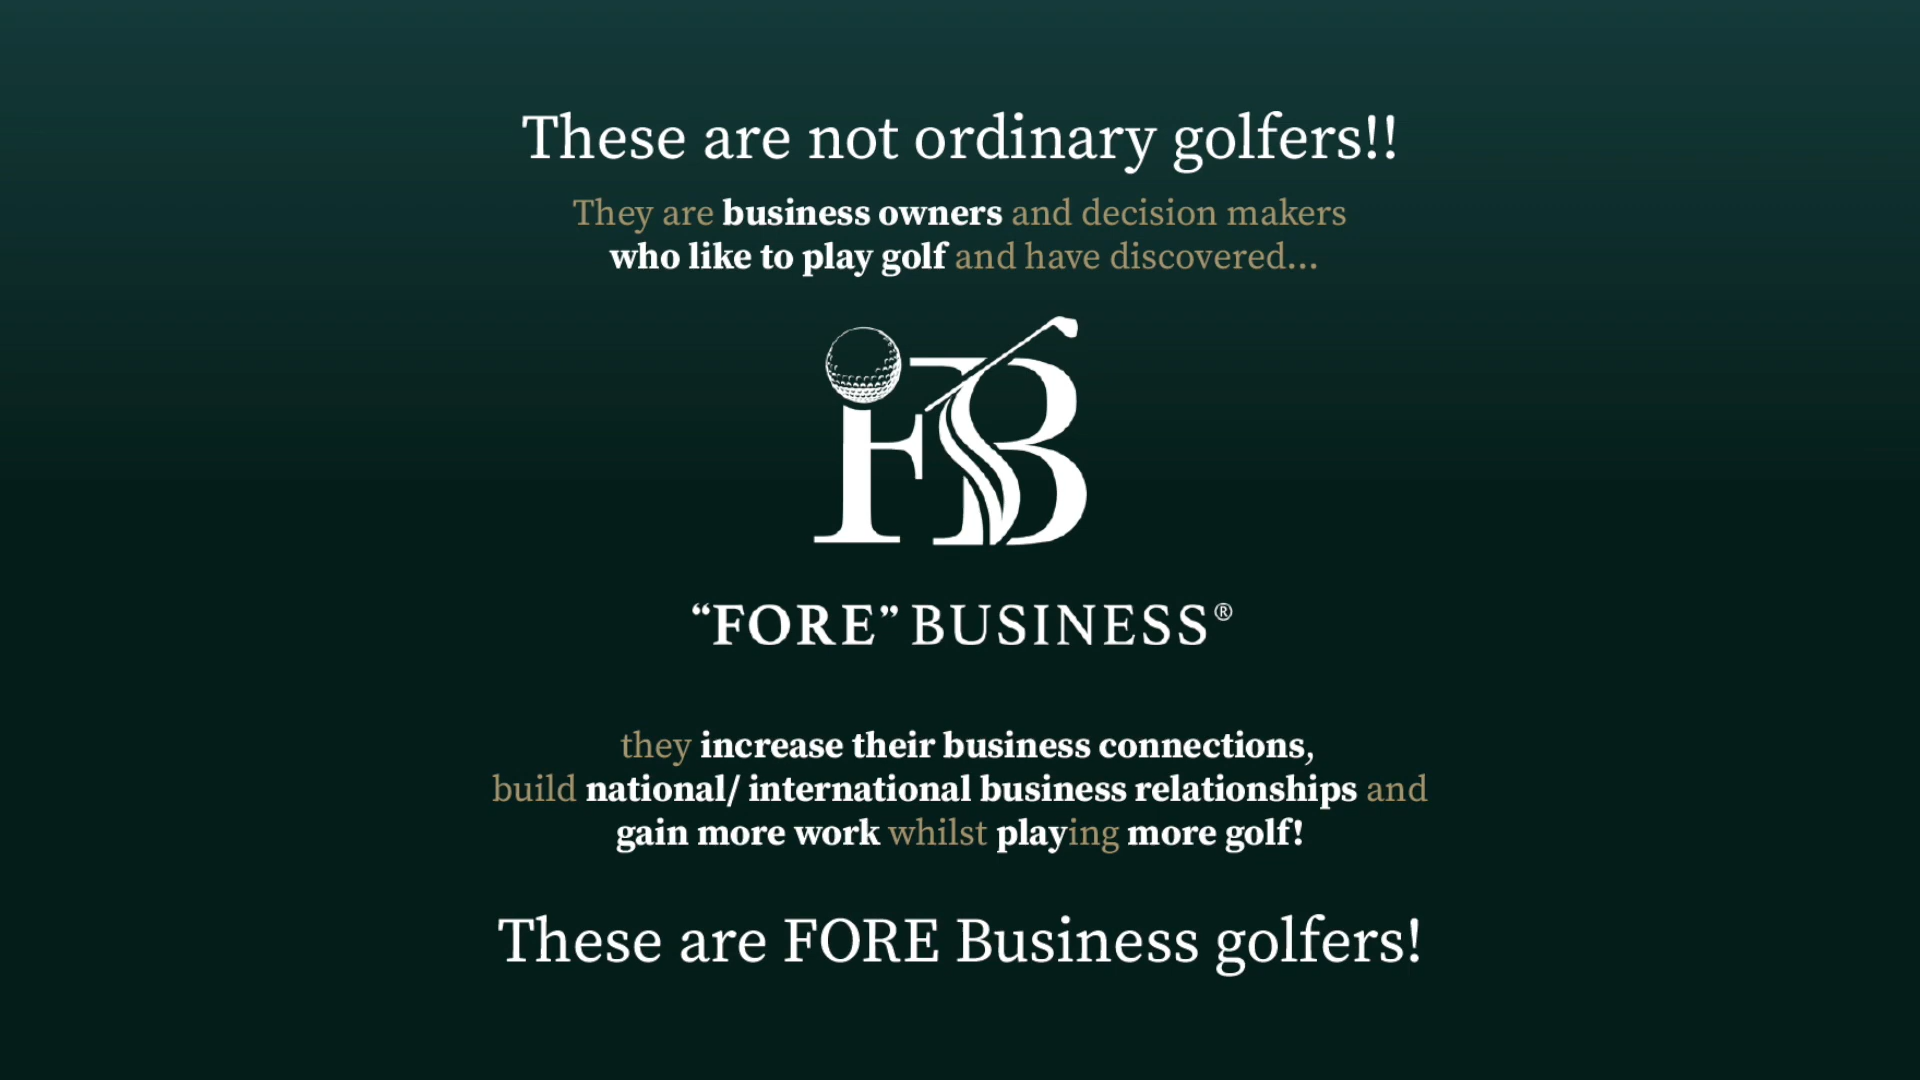 These are not ordinary golfers!!
They are business owners and decision makers
who like to play golf and have discovered...
FB
“FORE” BUSINESS®
they increase their business connections,
build national/ international business relationships and
gain more work whilst playing more golf!
These are FORE Business golfers!